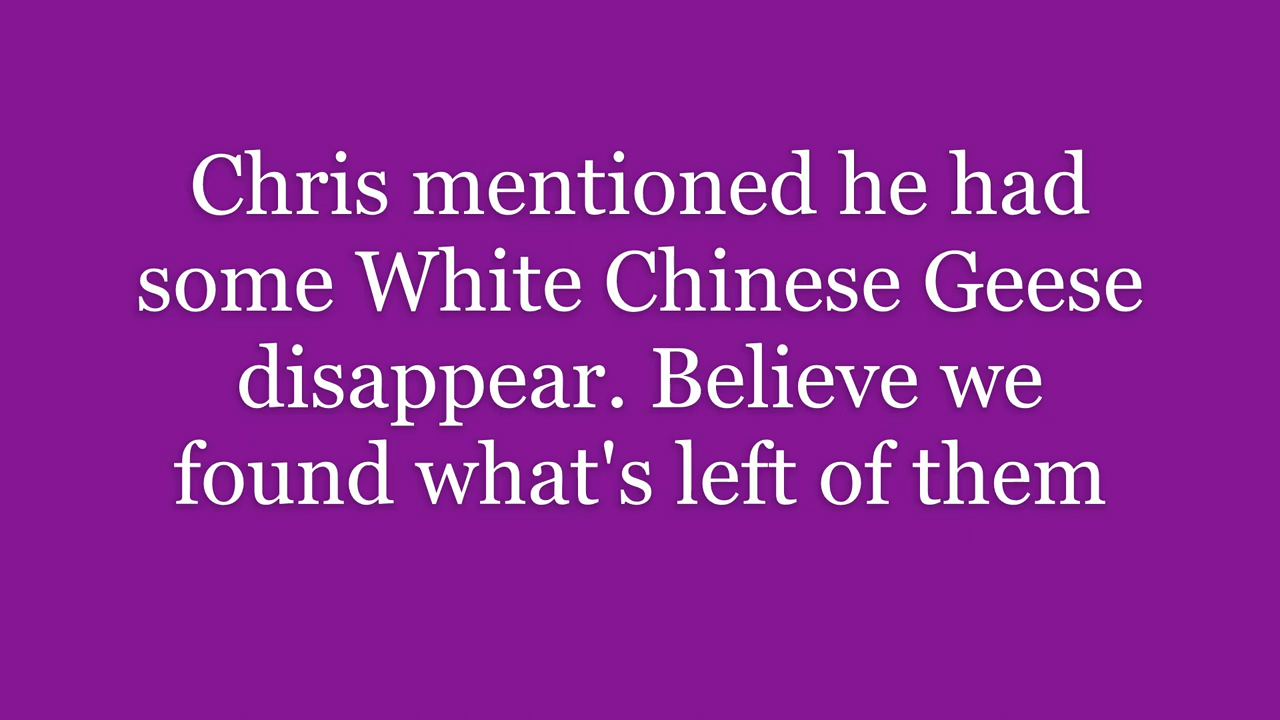 Chris mentioned he had
some White Chinese Geese
disappear. Believe we
found what's left of them